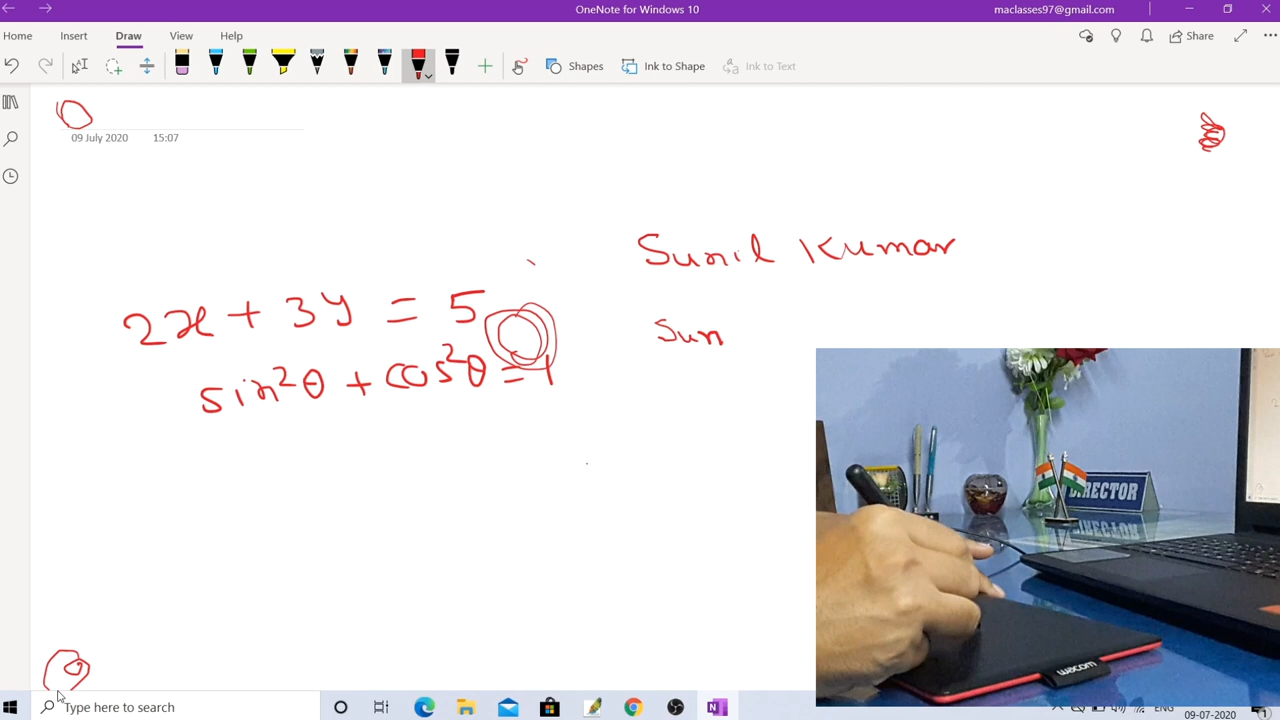 OneNote for Windows 10
maclasses97@gmail.com
Home Insert Draw View Help
Share
Shapes Ink to Shape Ink to Text
09 July 2020 15:07
Sunil Kumar
2x + 3y = 5
Sun
sin²θ + cos²θ = 1
DIRECTOR
wacom
Type here to search
09-07-2020